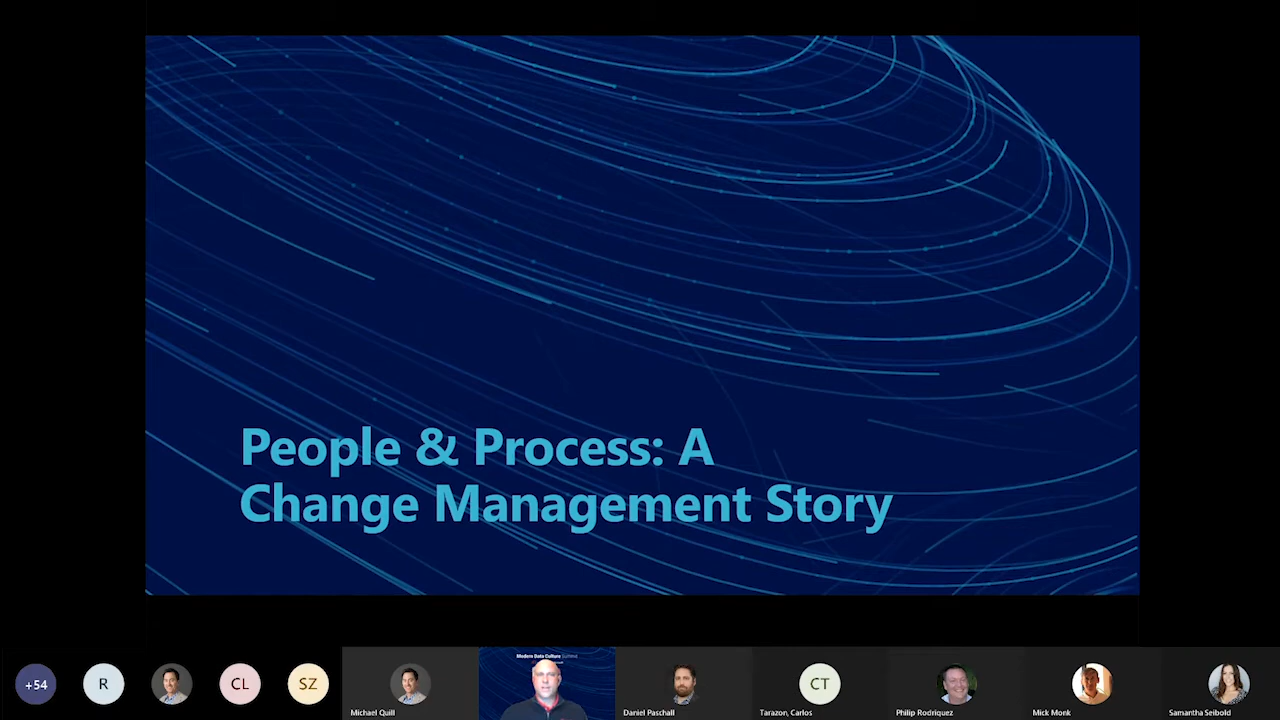 People & Process: A
Change Management Story
+54
R
CL
SZ
Michael Quill
Modern Data Culture Summit
Daniel Paschall
CT
Tarazon, Carlos
Philip Rodriquez
Mick Monk
Samantha Seibold